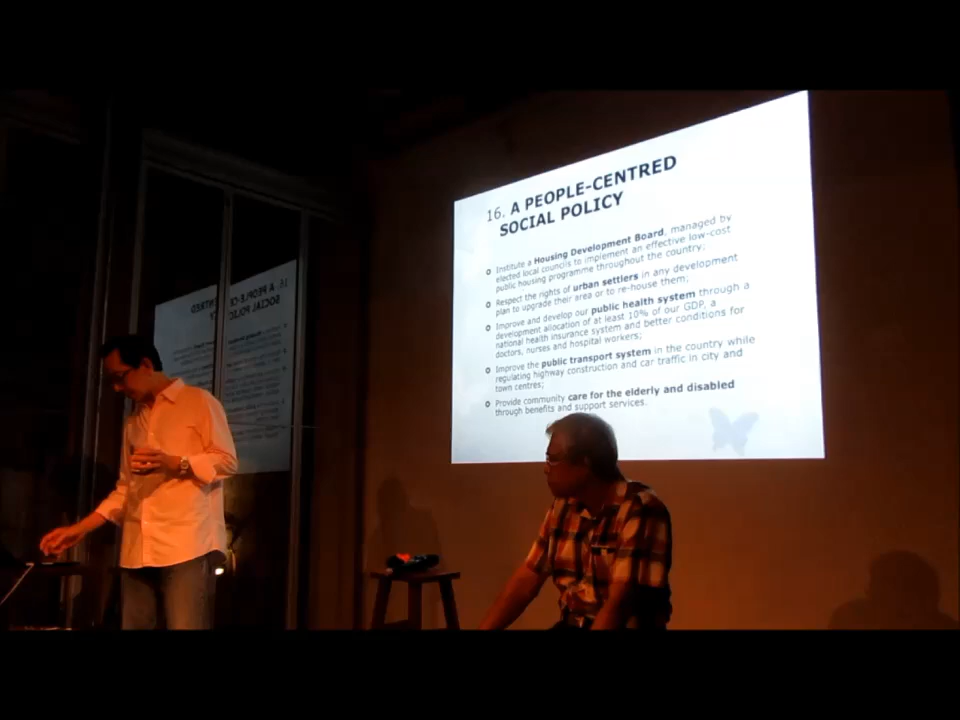 16. A PEOPLE-CENTRED
SOCIAL POLICY
Institute a Housing Development Board, managed by
elected local councils to implement an effective low-cost
public housing programme throughout the country;
Respect the rights of urban settlers in any development
plan to upgrade their area or to re-house them;
Improve and develop our public health system through a
development allocation of at least 10% of our GDP, a
national health insurance system and better conditions for
doctors, nurses and hospital workers;
Improve the public transport system in the country while
regulating highway construction and car traffic in city and
town centres;
Provide community care for the elderly and disabled
through benefits and support services.
16. A PEOPLE-CENTRED
SOCIAL POLICY